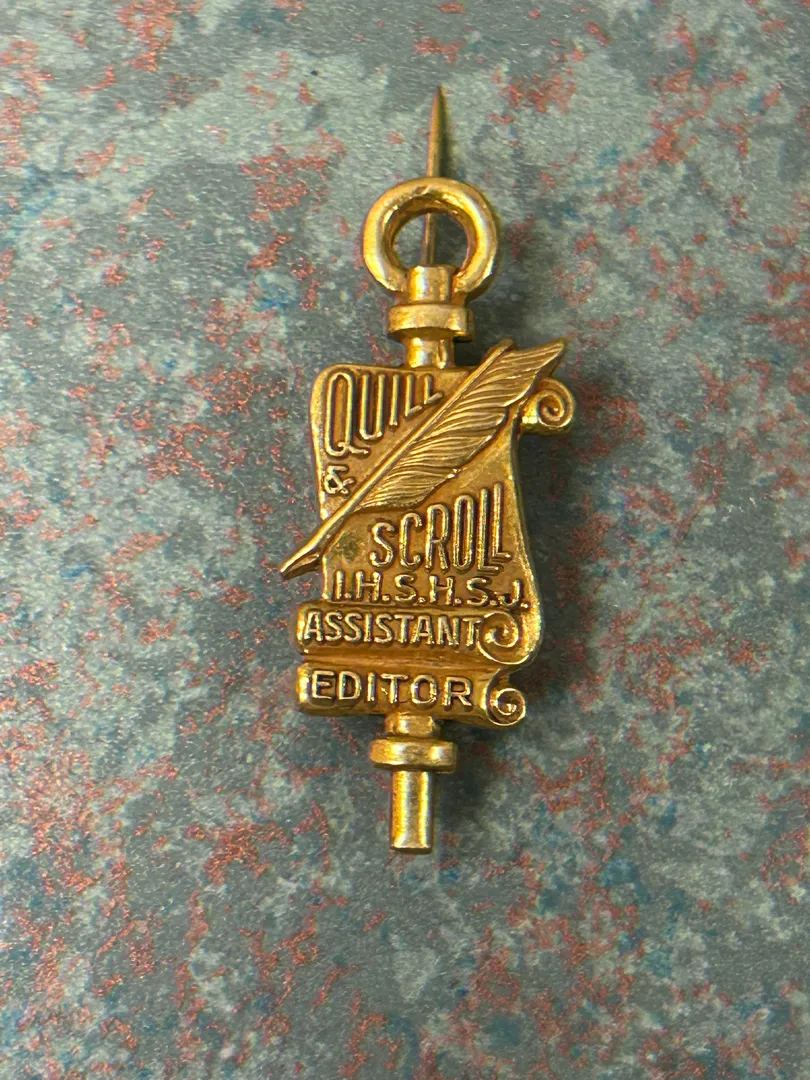 QUILL
&
SCROLL
I.H.S.H.S.J.
ASSISTANT
EDITOR